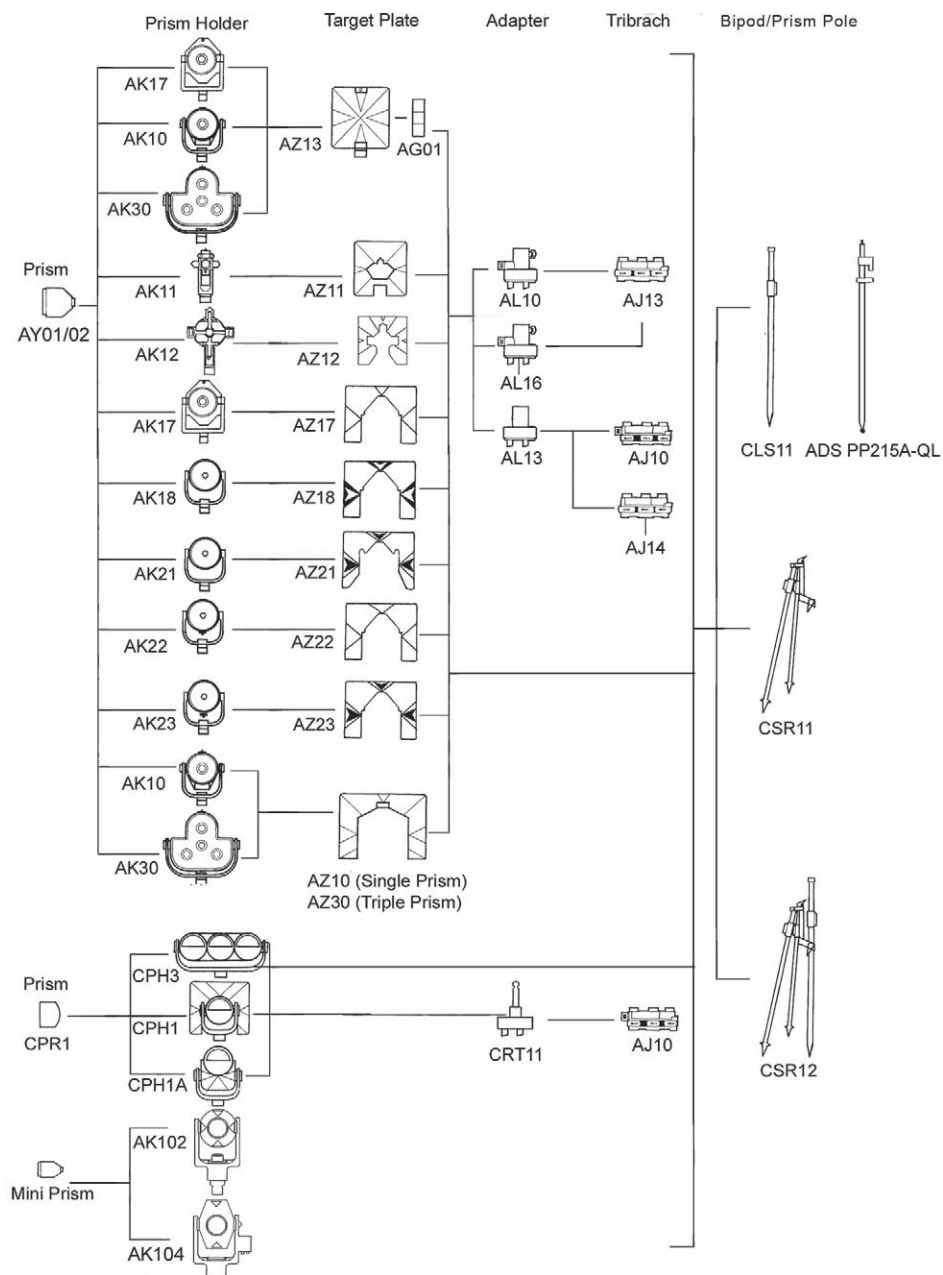 Prism Holder Target Plate Adapter Tribrach Bipod/Prism Pole
AK17
AK10
AZ13
AG01
AK30
Prism
AY01/02
AK11
AZ11
AL10
AJ13
AK12
AZ12
AL16
AK17
AZ17
AL13
AJ10
CLS11
ADS PP215A-QL
AK18
AZ18
AJ14
AK21
AZ21
AK22
AZ22
CSR11
AK23
AZ23
AK10
AK30
AZ10 (Single Prism)
AZ30 (Triple Prism)
CPH3
Prism
CPR1
CPH1
CRT11
AJ10
CSR12
CPH1A
AK102
Mini Prism
AK104